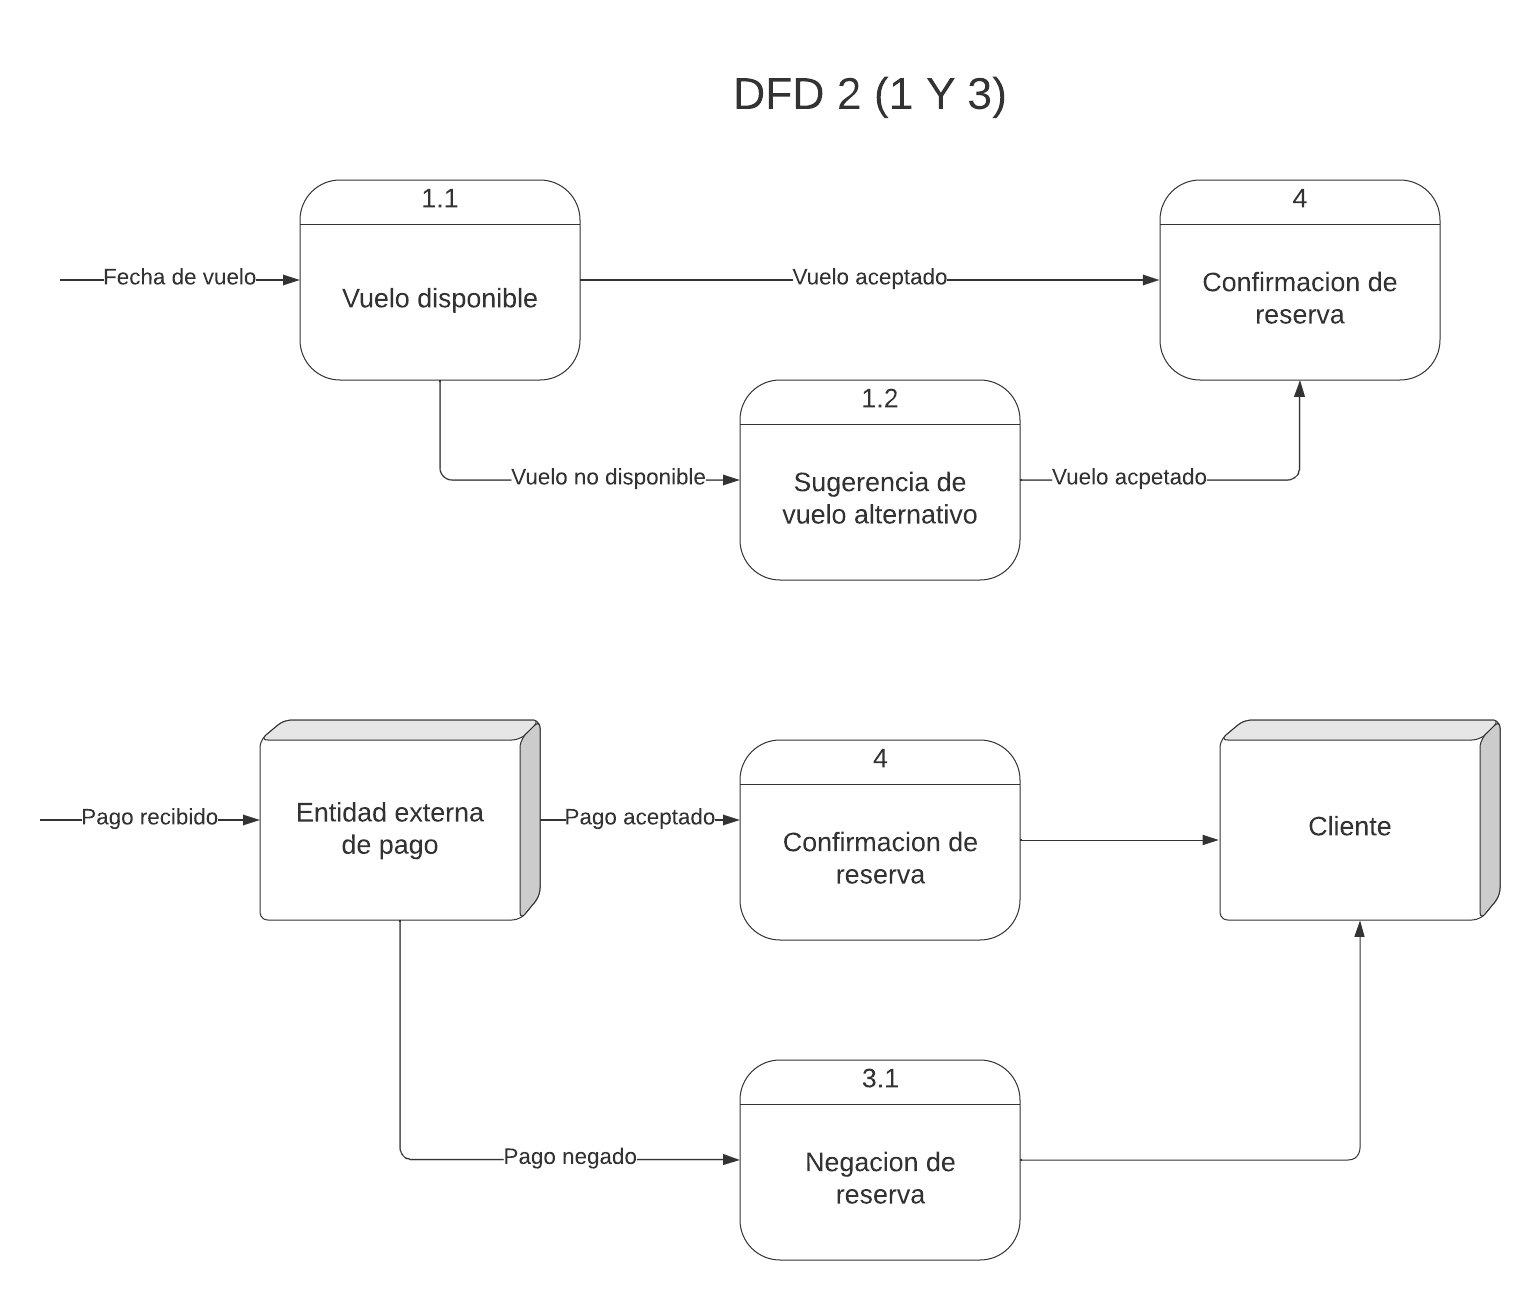 DFD 2 (1 Y 3)
1.1
Vuelo disponible
4
Confirmacion de
reserva
Fecha de vuelo
Vuelo aceptado
1.2
Sugerencia de
vuelo alternativo
Vuelo no disponible
Vuelo acpetado
Pago recibido
Entidad externa
de pago
Pago aceptado
4
Confirmacion de
reserva
Cliente
Pago negado
3.1
Negacion de
reserva